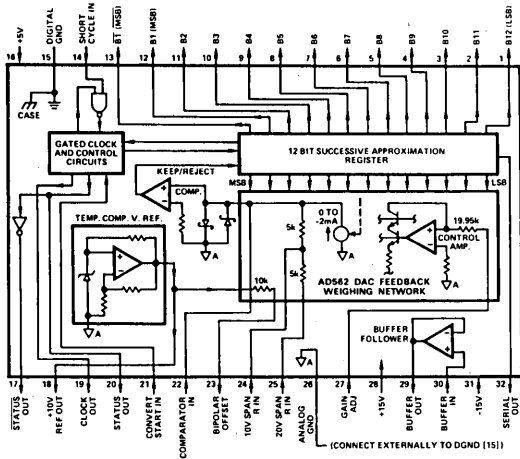 +5V
DIGITAL
GND
SHORT
CYCLE IN
B1 (MSB)
B1 (MSB)
B2
B3
B4
B5
B6
B7
B8
B9
B10
B11
B12 (LSB)
16
15
14
13
12
11
10
9
8
7
6
5
4
3
2
1
CASE
GATED CLOCK
AND CONTROL
CIRCUITS
12 BIT SUCCESSIVE APPROXIMATION
REGISTER
KEEP/REJECT
COMP.
MSB
LSB
TEMP. COMP. V. REF.
5k
5k
10k
0 TO
-2mA
19.95k
CONTROL
AMP.
A
A
A
A
AD562 DAC FEEDBACK
WEIGHING NETWORK
BUFFER
FOLLOWER
A
17
18
19
20
21
22
23
24
25
26
27
28
29
30
31
32
STATUS
OUT
+10V
REF OUT
CLOCK
OUT
STATUS
OUT
CONVERT
START IN
COMPARATOR
IN
BIPOLAR
OFFSET
10V SPAN
R IN
20V SPAN
R IN
ANALOG
GND
GAIN
ADJ
+15V
BUFFER
OUT
BUFFER
IN
-15V
SERIAL
OUT
(CONNECT EXTERNALLY TO DGND [15])